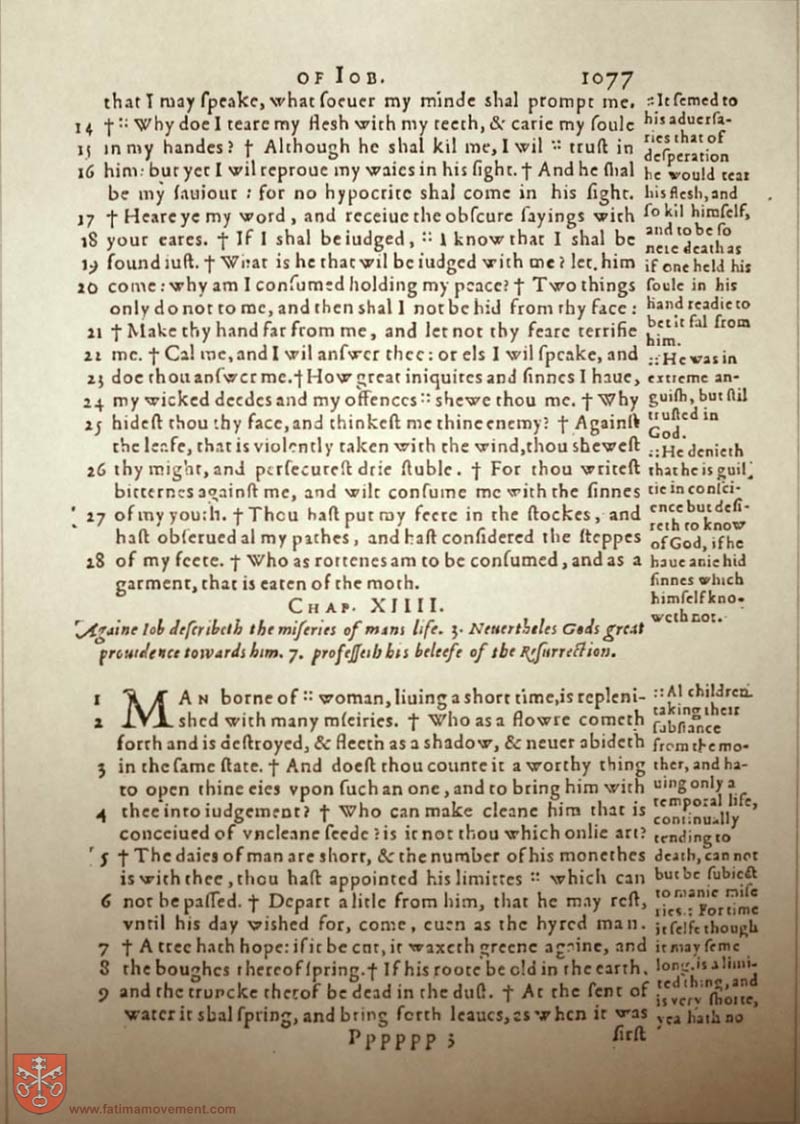 OF IOB. 1077
that I may ſpeake, what ſoeuer my minde shal prompt me.
14 † :: Why doe I teare my fleſh with my teeth, & carie my ſoule
15 in my handes? † Although he shal kil me, I wil :: truſt in
16 him: but yet I wil reproue my waies in his ſight. † And he ſhal
be my ſauiour : for no hypocrite shal come in his ſight.
17 † Heare ye my word, and receiue the obſcure ſayings with
18 your eares. † If I shal be iudged, :: I know that I shal be
19 found iuſt. † What is he that wil be iudged with me? let him
20 come: why am I conſumed holding my peace? † Two things
only do not to me, and then shal I not be hid from thy face:
21 † Make thy hand far from me, and let not thy feare terrifie
22 me. † Cal me, and I wil anſwer thee: or els I wil ſpeake, and
23 doe thou anſwer me. † How great iniquites and ſinnes I haue,
24 my wicked deedes and my offences :: shewe thou me. † Why
25 hideſt thou thy face, and thinkeſt me thine enemy? † Againſt
the leafe, that is violently taken with the wind, thou sheweſt
26 thy might, and perſecureſt drie ſtuble. † For thou writeſt
bitternes againſt me, and wilt conſume me with the ſinnes
27 of my youth. † Thou haſt put my feete in the ſtockes, and
haſt obſerued al my pathes, and haſt conſidered the ſteppes
28 of my feete. † Who as rottenes am to be conſumed, and as a
garment, that is eaten of the moth.
::It ſemed to
his aduerſa-
ries that of
deſperation
he would tear
his fleſh, and
ſo kil himſelf,
and to be ſo
nere death as
if one held his
ſoule in his
hand readie to
let it fal from
him.
::He was in
extreme an-
guiſh, but ſtil
truſted in
God.
::He denieth
that he is guil
tie in conſci-
ence but deſi-
reth to know
of God, if he
haue anie hid
ſinnes which
himſelf kno-
weth not.
CHAP. XIIII.
Againe Iob deſcribeth the miſeries of mans life. 3. Neuertheles Gods great
prouidence towards him. 7. profeſſeth his beleefe of the Reſurrection.
1 MAN borne of :: woman, liuing a short time, is repleni-
2 shed with many mſeiries. † Who as a flowre cometh
forth and is deſtroyed, & fleeth as a shadow, & neuer abideth
3 in the ſame ſtate. † And doeſt thou counte it a worthy thing
to open thine eies vpon ſuch an one, and to bring him with
4 thee into iudgement? † Who can make cleane him that is
conceiued of vncleane ſeede? is it not thou which onlie art?
5 † The daies of man are short, & the number of his monethes
is with thee, thou haſt appointed his limittes :: which can
6 not be paſſed. † Depart a litle from him, that he may reſt,
vntil his day wished for, come, euen as the hyred man.
7 † A tree hath hope: if it be cut, it waxeth greene againe, and
8 the boughes thereof ſpring. † If his roote be old in the earth,
9 and the truncke therof be dead in the duſt. † At the ſent of
water it shal ſpring, and bring forth leaues, as when it was
::Al children
taking their
ſubſtance
from the mo-
ther, and ha-
uing only a
temporal life,
continually
tending to
death, can not
but be ſubiect
to manie miſe
ries. :: For time
it ſelfe though
it may ſeme
long, is a limi-
ted thing, and
is very ſhorte,
yea hath no
Pppppp 3 firſt
www.fatimamovement.com